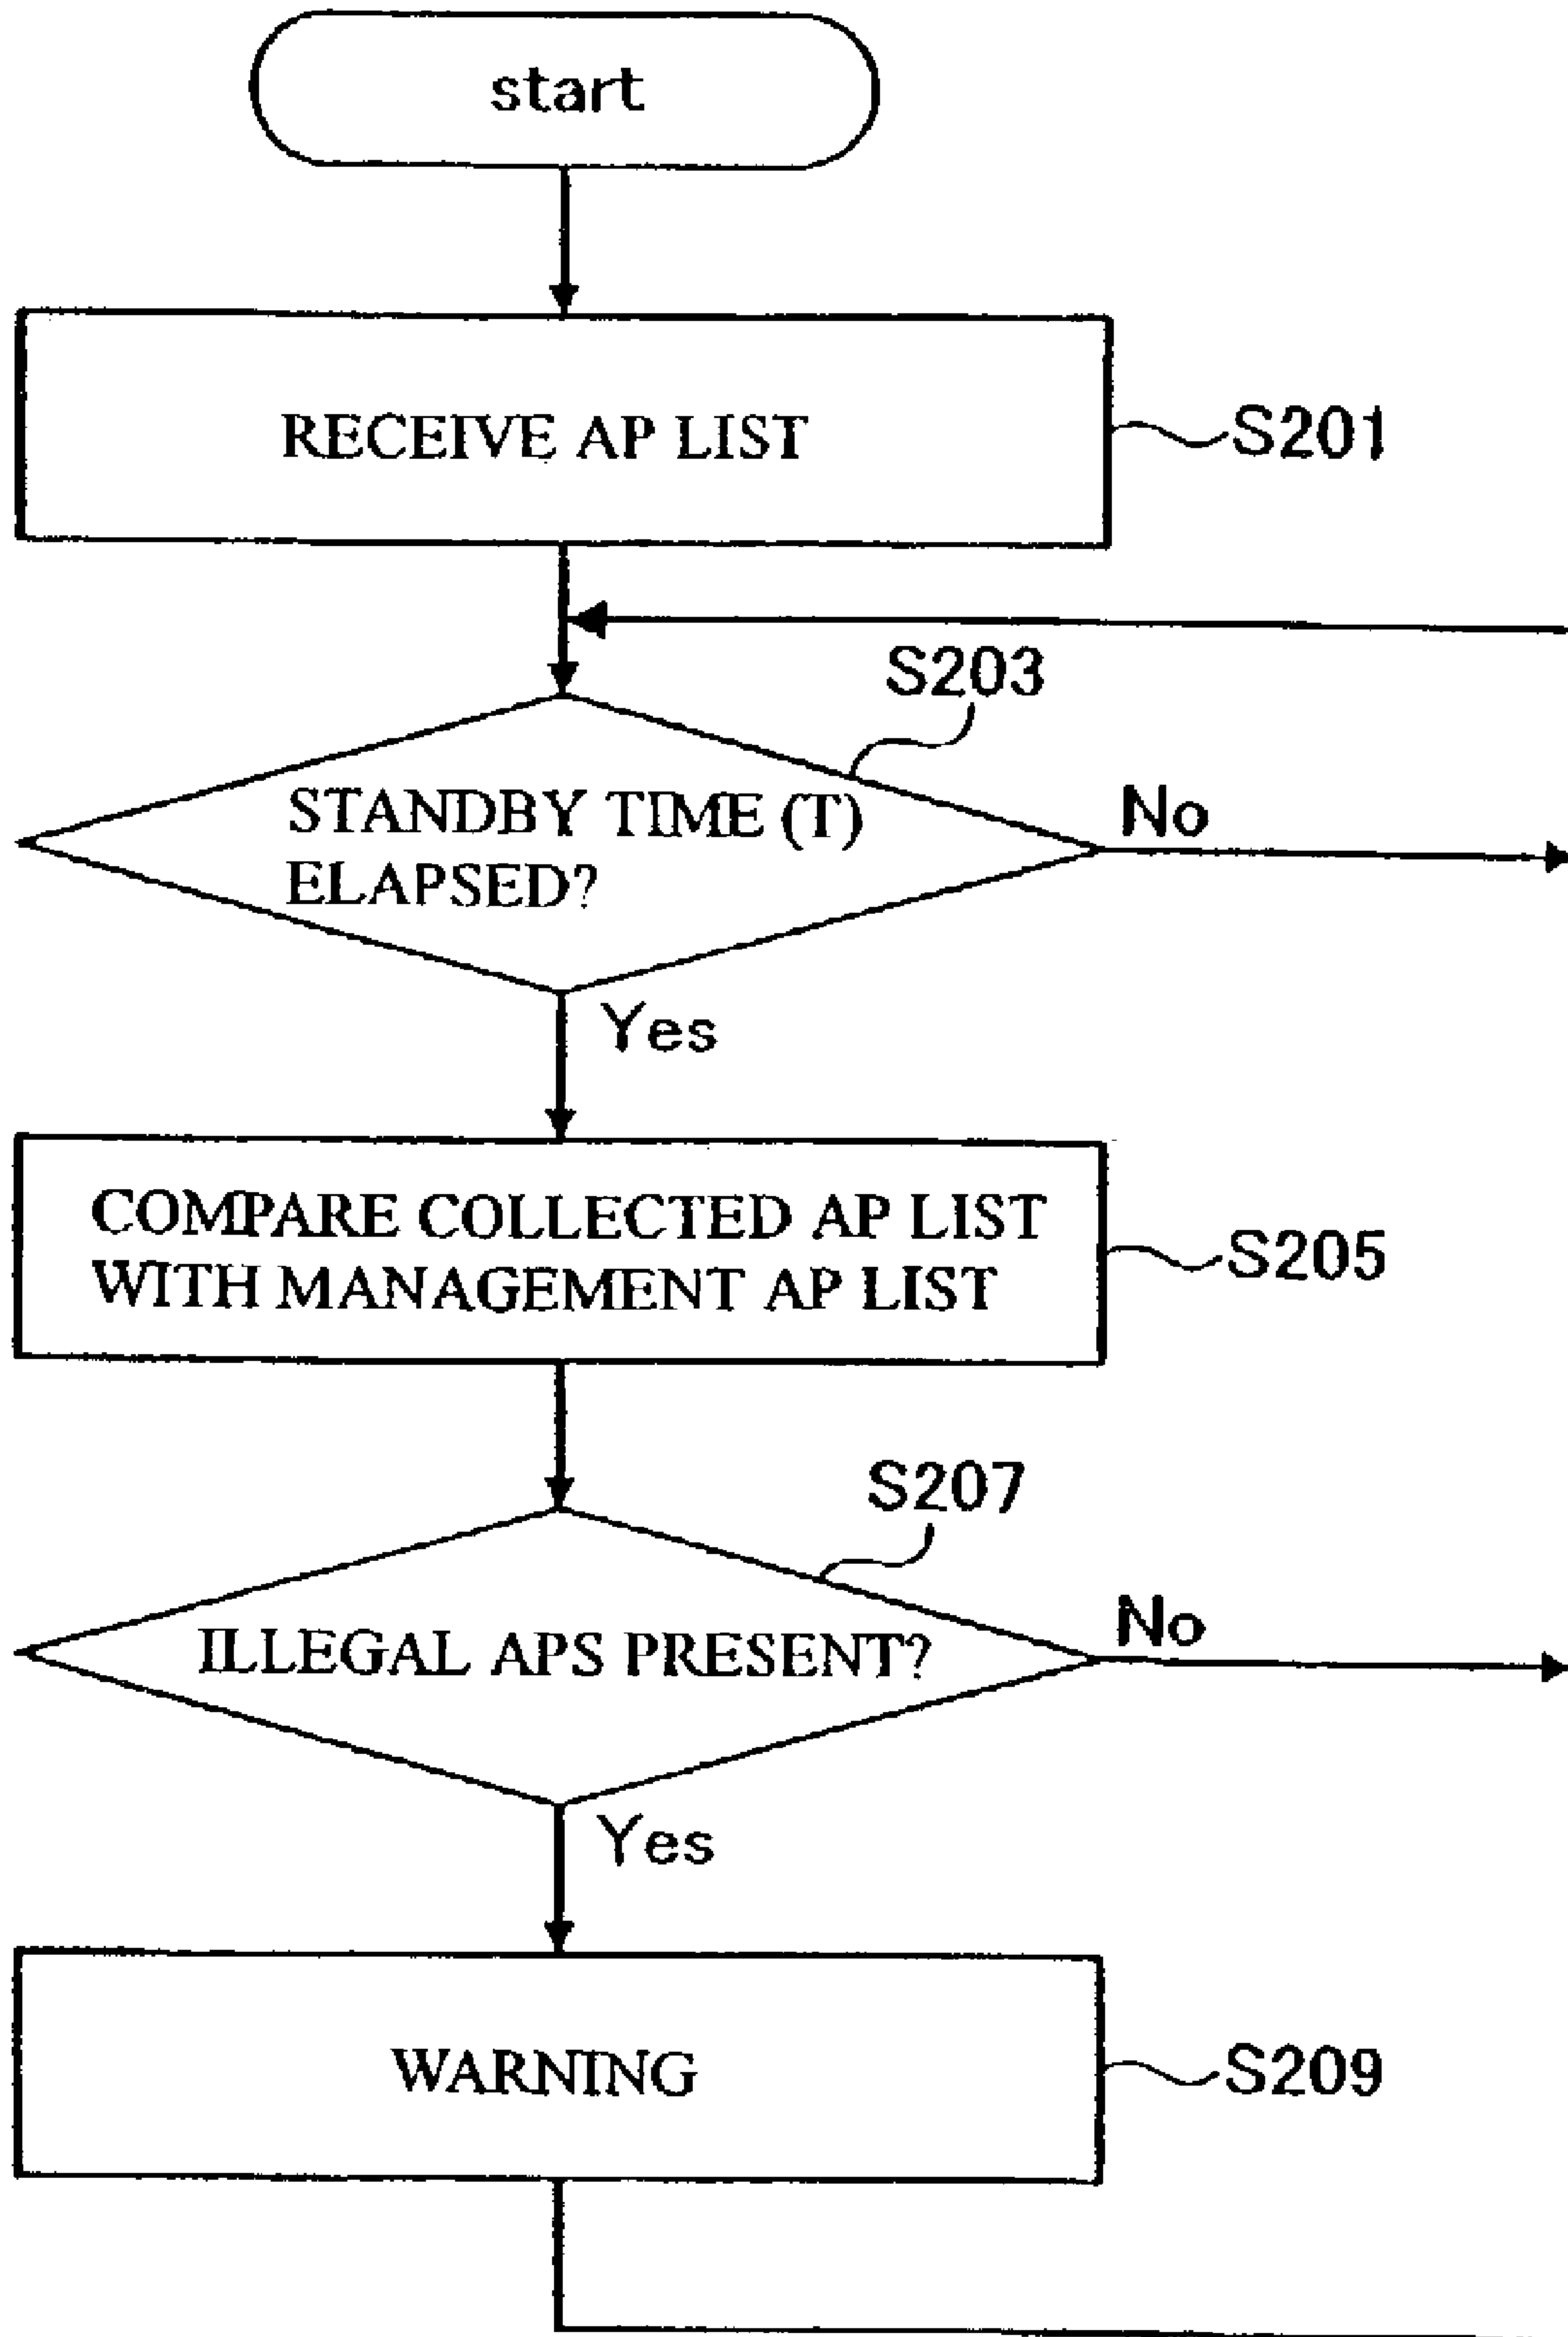 start
RECEIVE AP LIST
S201
S203
STANDBY TIME (T)
ELAPSED?
No
Yes
COMPARE COLLECTED AP LIST
WITH MANAGEMENT AP LIST
S205
S207
ILLEGAL APS PRESENT?
No
Yes
WARNING
S209